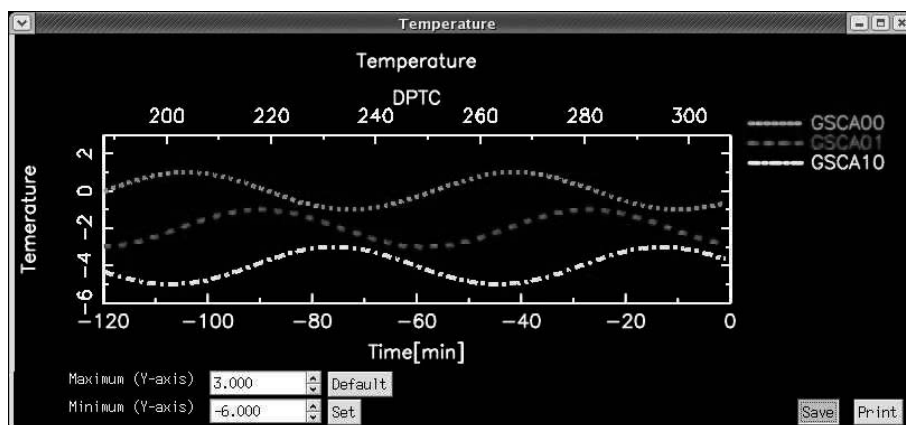 Temperature
Temperature
DPTC
200 220 240 260 280 300
GSCA00
GSCA01
GSCA10
Temerature
2
0
−2
−4
−6
−120 −100 −80 −60 −40 −20 0
Time[min]
Maximum (Y-axis) 3.000 Default
Minimum (Y-axis) -6.000 Set
Save Print